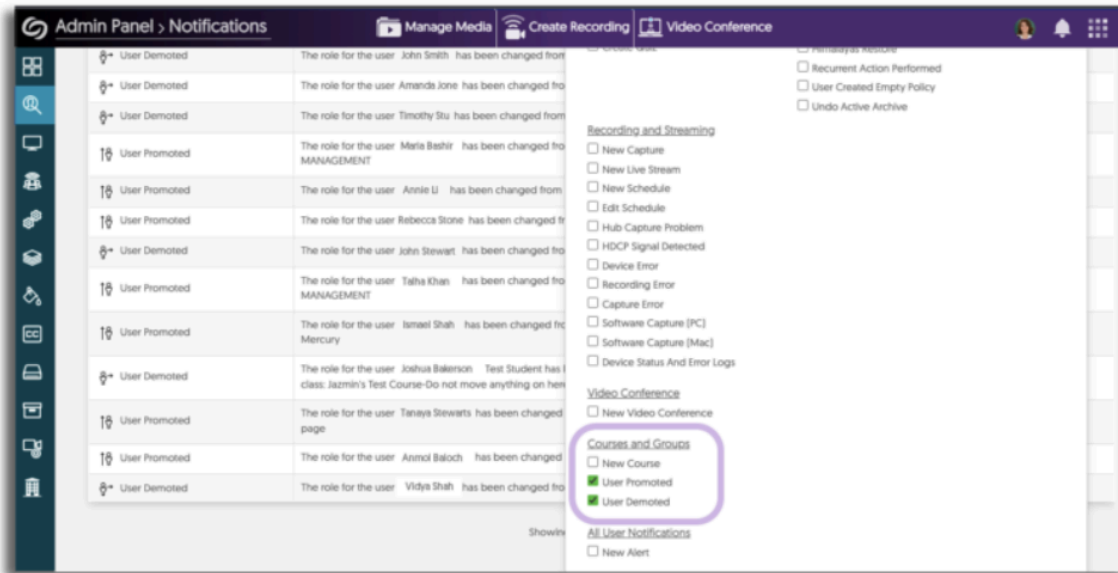 Admin Panel > Notifications
Manage Media
Create Recording
Video Conference
User Demoted
The role for the user John Smith has been changed from
User Demoted
The role for the user Amanda Jone has been changed fro
User Demoted
The role for the user Timothy Stu has been changed from
User Promoted
The role for the user Maria Bashir has been changed fro
MANAGEMENT
User Promoted
The role for the user Annie Li has been changed from
User Promoted
The role for the user Rebecca Stone has been changed fr
User Demoted
The role for the user John Stewart has been changed fro
User Promoted
The role for the user Talha Khan has been changed fro
MANAGEMENT
User Promoted
The role for the user Ismael Shah has been changed fro
Mercury
User Demoted
The role for the user Joshua Bakerson Test Student has
class: Jazmin's Test Course-Do not move anything on here
User Promoted
The role for the user Tanaya Stewarts has been changed
page
User Promoted
The role for the user Anmol Baloch has been changed
User Demoted
The role for the user Vidya Shah has been changed fro
Showin
CC
Recurrent Action Performed
User Created Empty Policy
Undo Active Archive
Recording and Streaming
New Capture
New Live Stream
New Schedule
Edit Schedule
Hub Capture Problem
HDCP Signal Detected
Device Error
Recording Error
Capture Error
Software Capture (PC)
Software Capture (Mac)
Device Status And Error Logs
Video Conference
New Video Conference
Courses and Groups
New Course
User Promoted
User Demoted
All User Notifications
New Alert